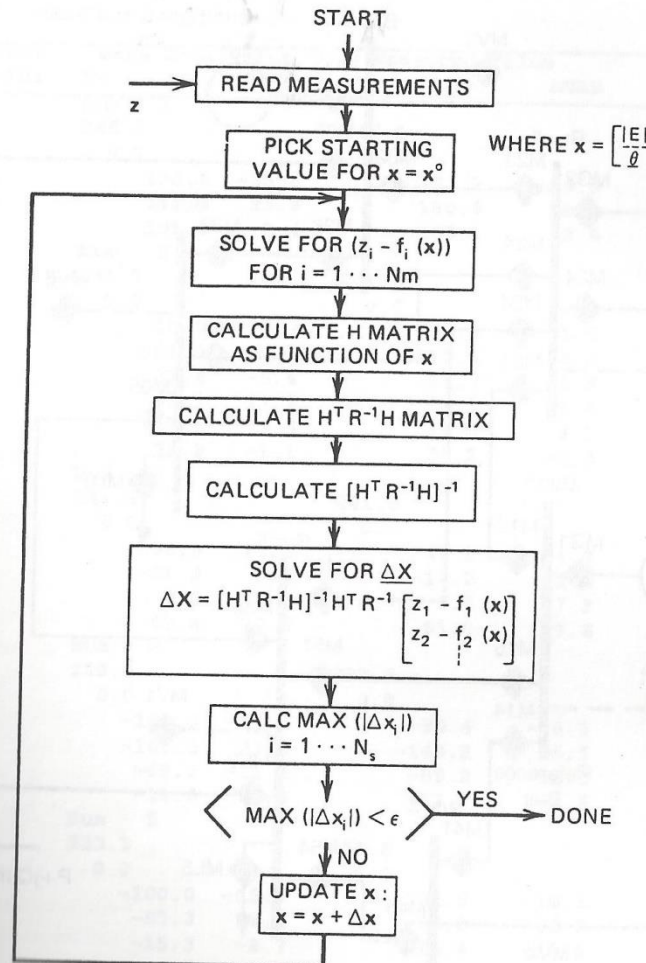 START
READ MEASUREMENTS
z
PICK STARTING
VALUE FOR x = x°
WHERE x = [|E| / θ
SOLVE FOR (z_i – f_i (x))
FOR i = 1 · · · Nm
CALCULATE H MATRIX
AS FUNCTION OF x
CALCULATE H^T R^-1 H MATRIX
CALCULATE [H^T R^-1 H]^-1
SOLVE FOR ΔX
ΔX = [H^T R^-1 H]^-1 H^T R^-1 [z_1 – f_1 (x)
z_2 – f_2 (x)]
CALC MAX (|Δx_i|)
i = 1 · · · N_s
MAX (|Δx_i|) < ϵ
YES
DONE
NO
UPDATE x :
x = x + Δx